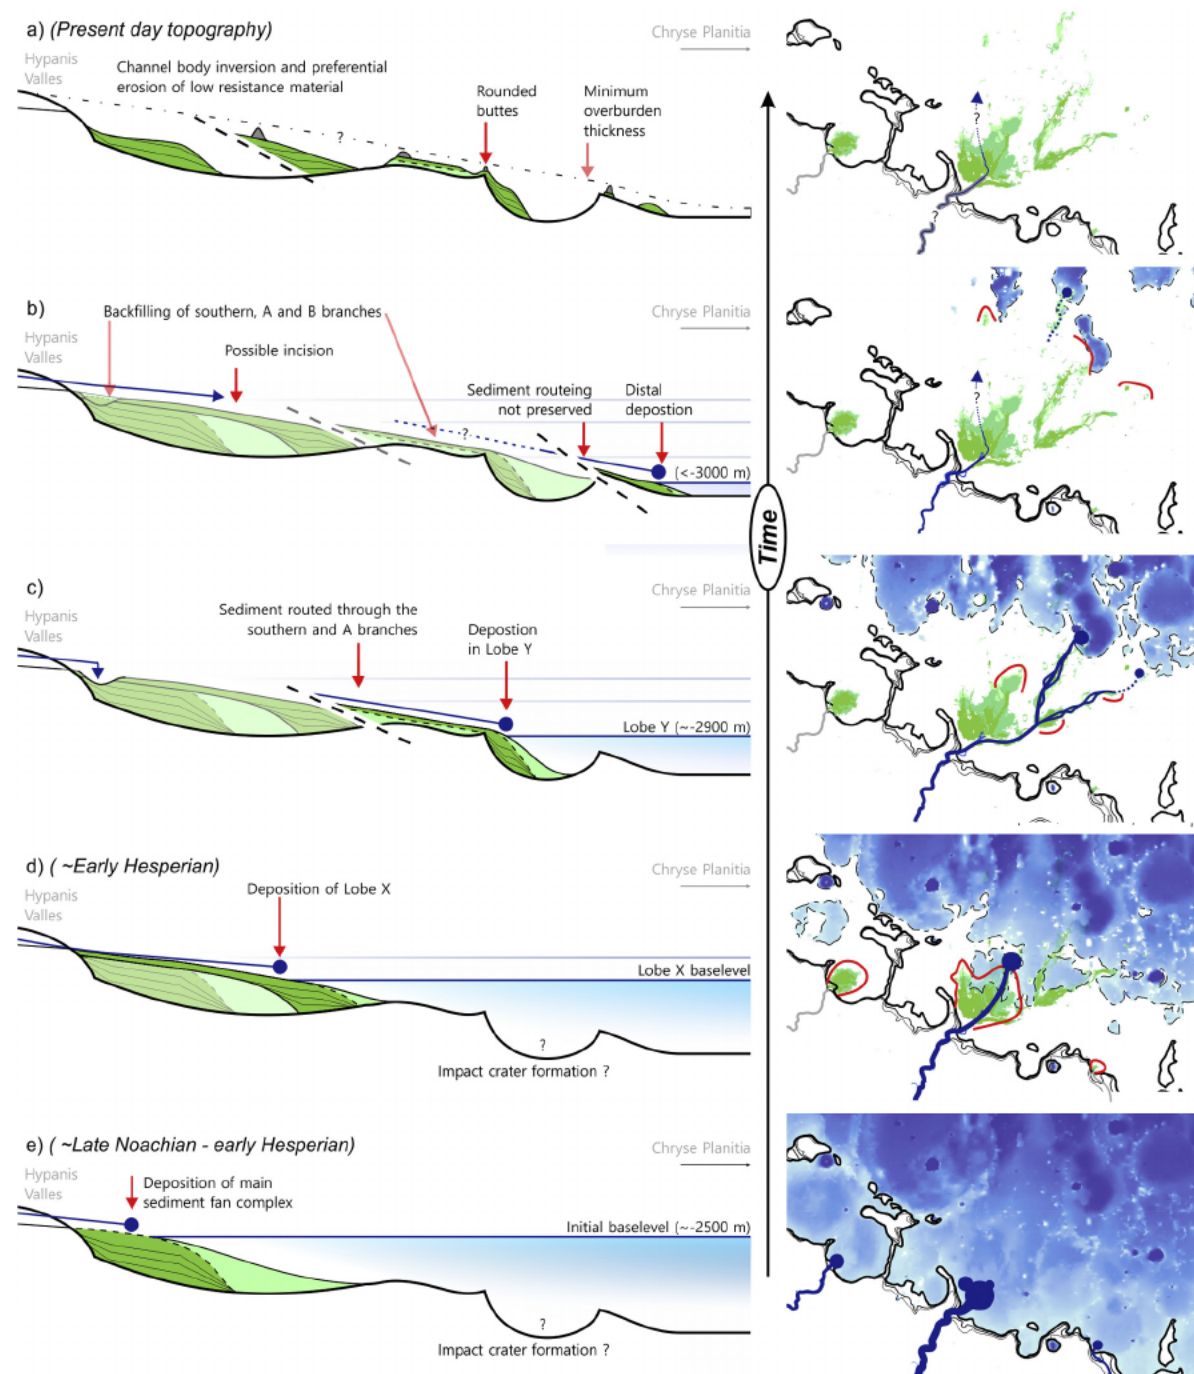 a) (Present day topography)
Chryse Planitia
Hypanis
Valles
Channel body inversion and preferential
erosion of low resistance material
?
Rounded
buttes
Minimum
overburden
thickness
?
?
b)
Backfilling of southern, A and B branches
Chryse Planitia
Hypanis
Valles
Possible incision
Sediment routeing
not preserved
Distal
depostion
?
(<-3000 m)
?
Time
c)
Chryse Planitia
Hypanis
Valles
Sediment routed through the
southern and A branches
Depostion
in Lobe Y
Lobe Y (~-2900 m)
d) ( ~Early Hesperian)
Chryse Planitia
Hypanis
Valles
Deposition of Lobe X
Lobe X baselevel
?
Impact crater formation ?
e) ( ~Late Noachian - early Hesperian)
Chryse Planitia
Hypanis
Valles
Deposition of main
sediment fan complex
Initial baselevel (~-2500 m)
?
Impact crater formation ?